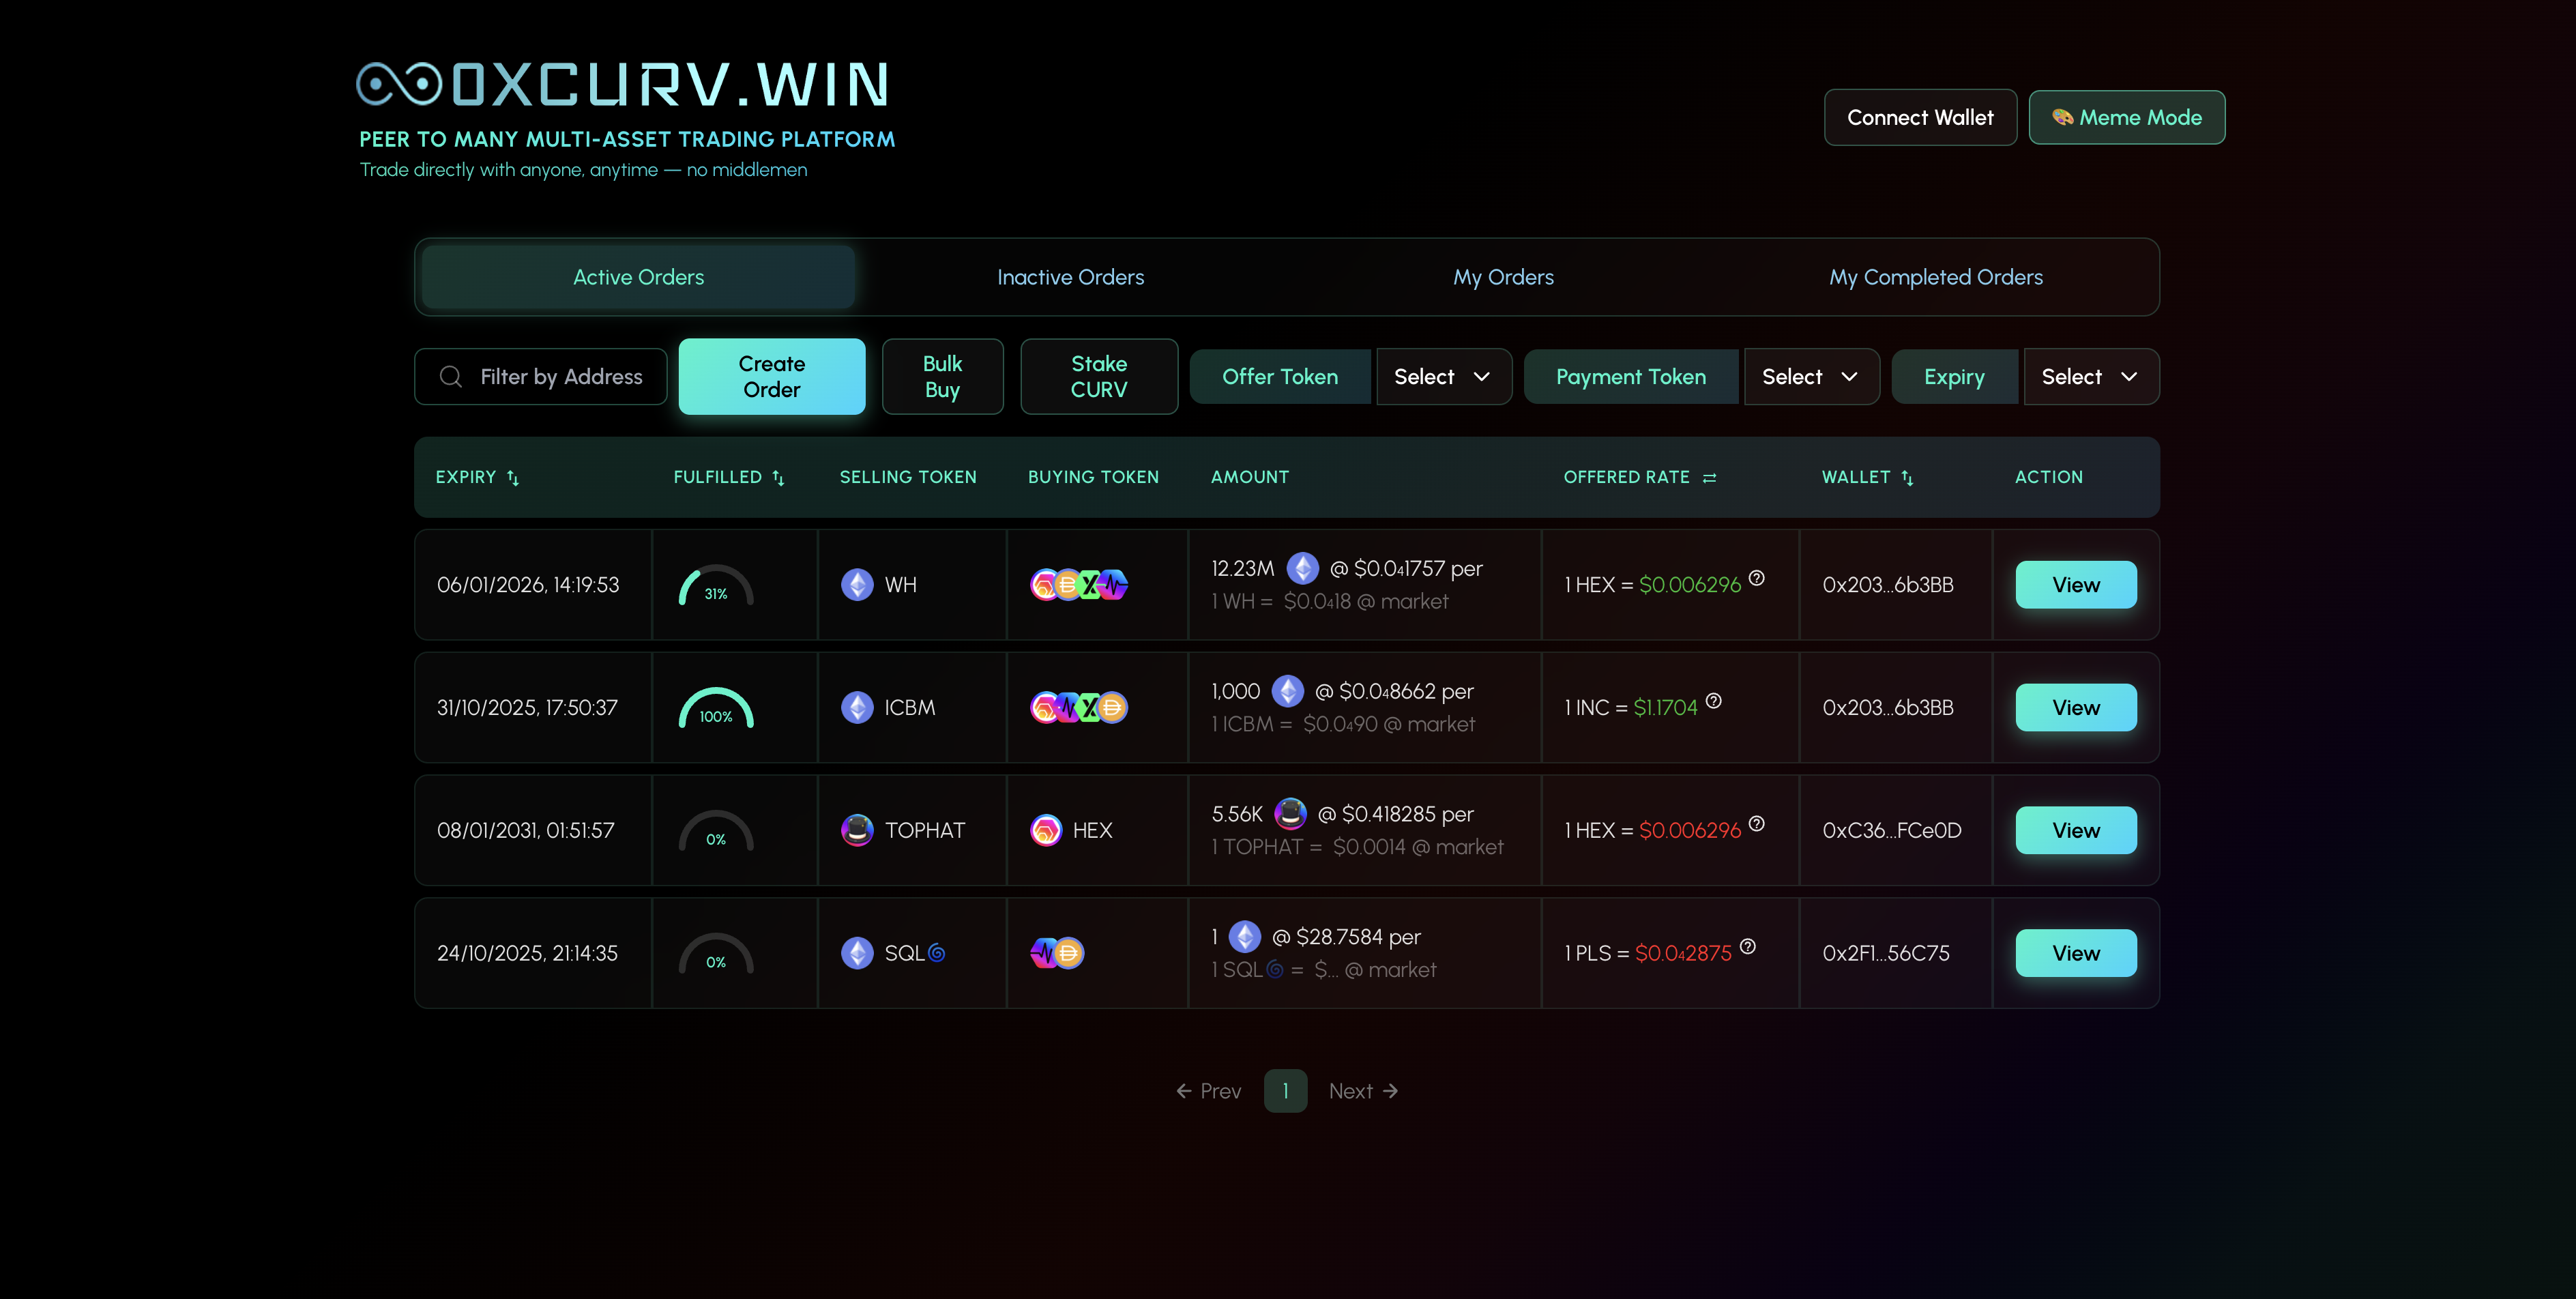 0XCURV.WIN
PEER TO MANY MULTI-ASSET TRADING PLATFORM
Trade directly with anyone, anytime — no middlemen
Connect Wallet
Meme Mode
Active Orders
Inactive Orders
My Orders
My Completed Orders
Filter by Address
Create
Order
Bulk
Buy
Stake
CURV
Offer Token
Select
Payment Token
Select
Expiry
Select
EXPIRY
FULFILLED
SELLING TOKEN
BUYING TOKEN
AMOUNT
OFFERED RATE
WALLET
ACTION
06/01/2026, 14:19:53
31%
WH
12.23M @ $0.0₄1757 per
1 WH = $0.0₄18 @ market
1 HEX = $0.006296
0x203...6b3BB
View
31/10/2025, 17:50:37
100%
ICBM
1,000 @ $0.0₄8662 per
1 ICBM = $0.0₄90 @ market
1 INC = $1.1704
0x203...6b3BB
View
08/01/2031, 01:51:57
0%
TOPHAT
HEX
5.56K @ $0.418285 per
1 TOPHAT = $0.0014 @ market
1 HEX = $0.006296
0xC36...FCe0D
View
24/10/2025, 21:14:35
0%
SQL🌀
1 @ $28.7584 per
1 SQL🌀 = $... @ market
1 PLS = $0.0₄2875
0x2F1...56C75
View
← Prev
1
Next →